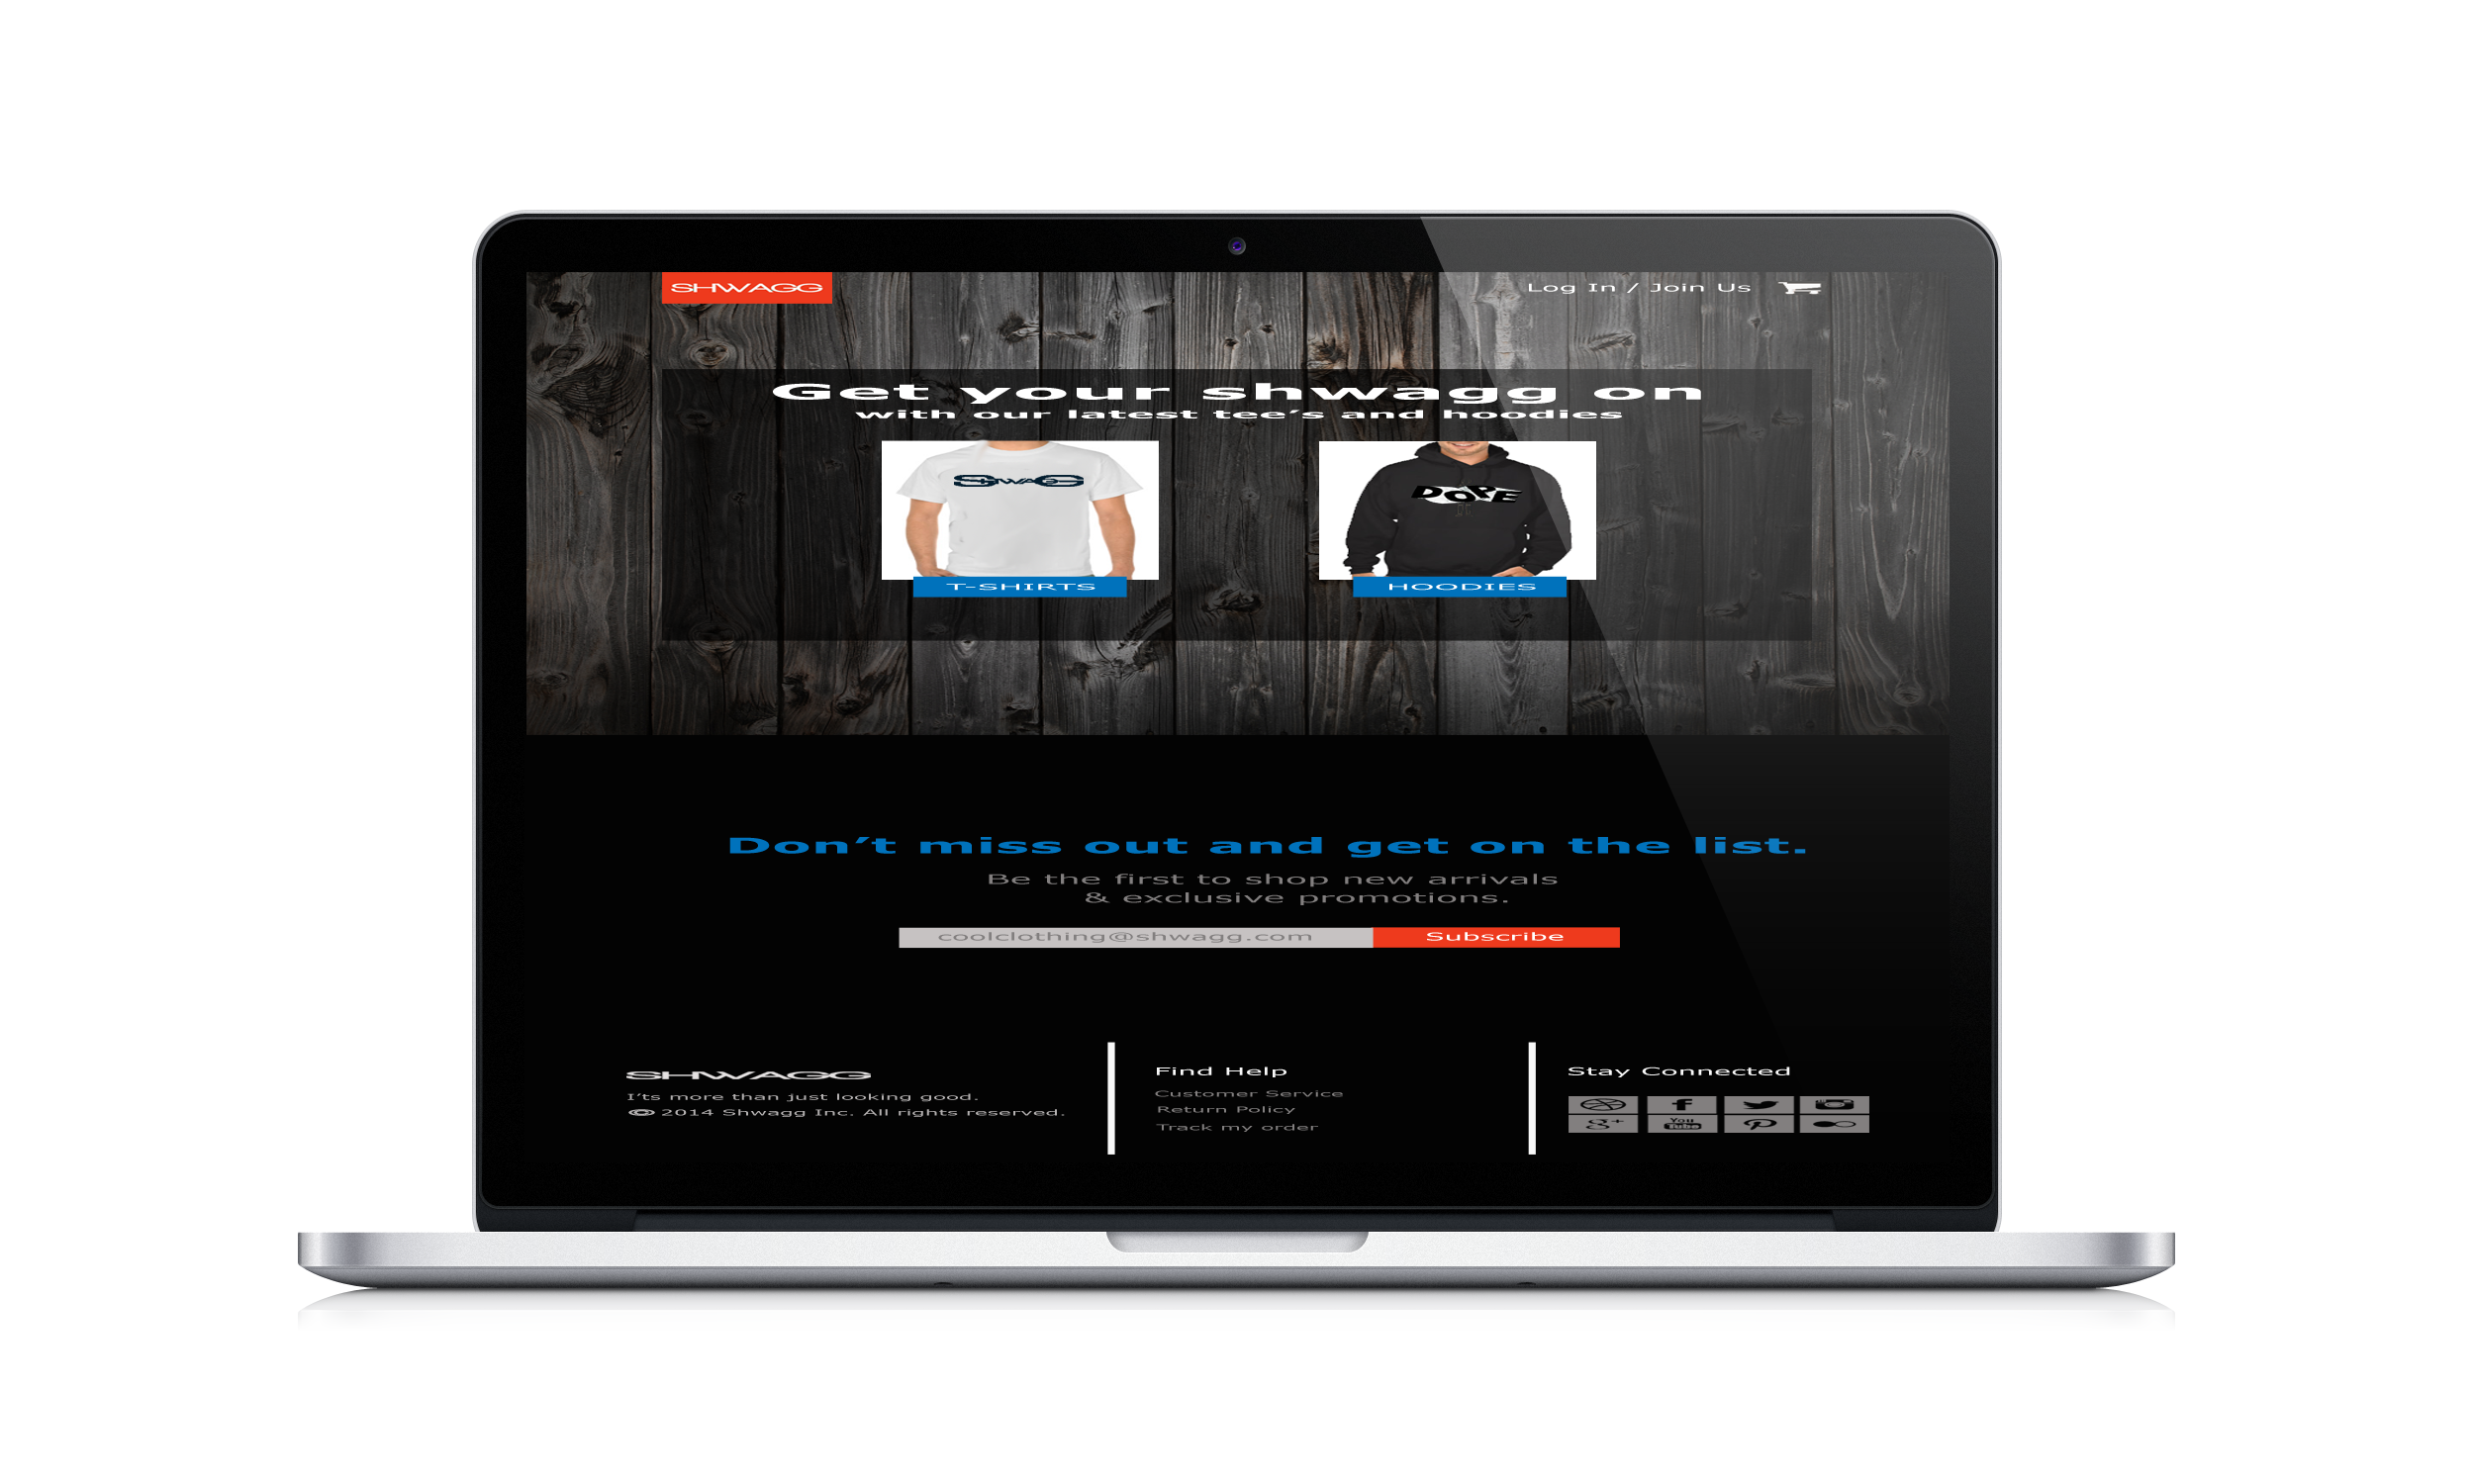 SHWAGG
Log In / Join Us
Get your shwagg on
with our latest tee's and hoodies
SHWAGG
DOPE
T-SHIRTS
HOODIES
Don't miss out and get on the list.
Be the first to shop new arrivals
& exclusive promotions.
coolclothing@shwagg.com
Subscribe
SHWAGG
I'ts more than just looking good.
© 2014 Shwagg Inc. All rights reserved.
Find Help
Customer Service
Return Policy
Track my order
Stay Connected
g+
You
Tube